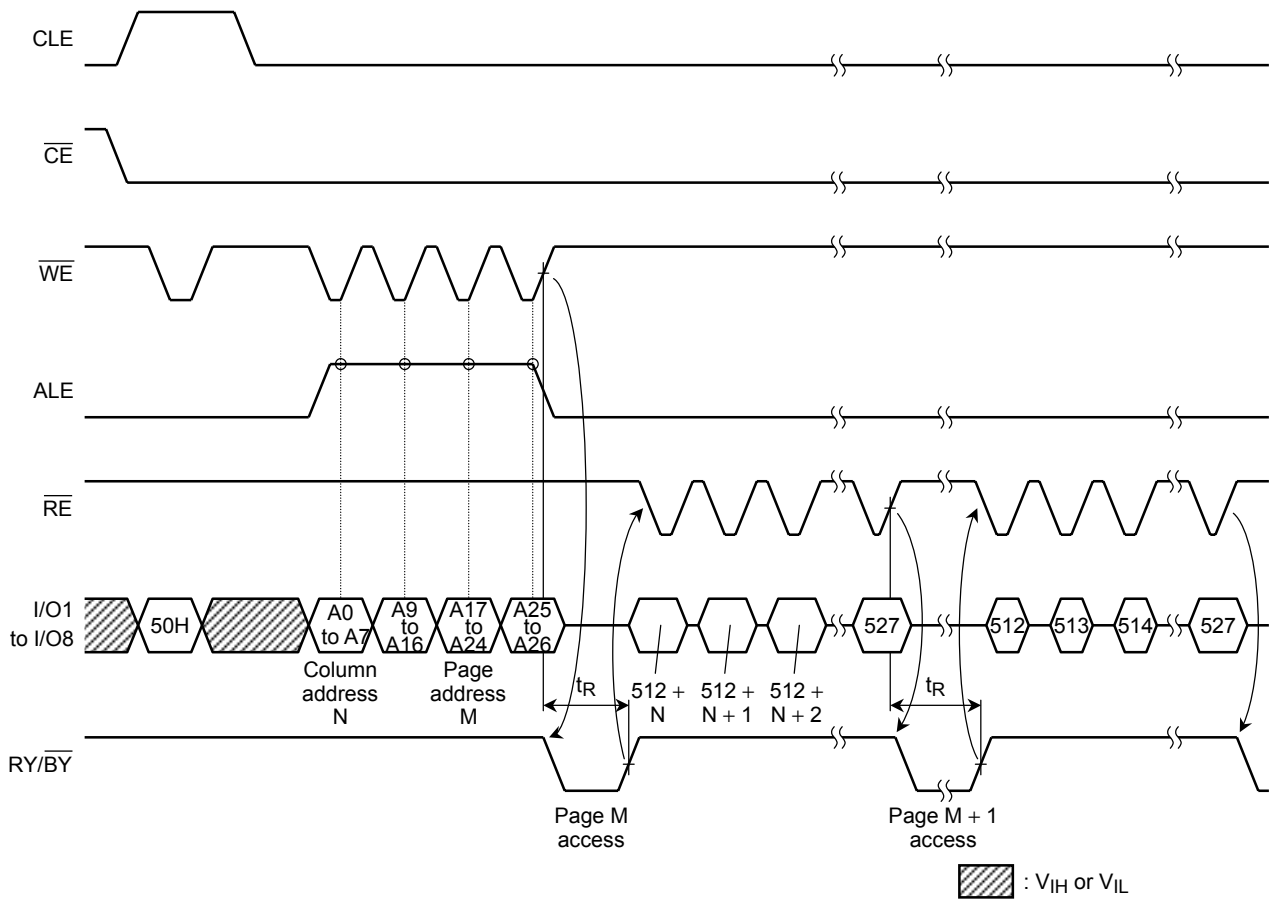 CLE
CE
WE
ALE
RE
I/O1
to I/O8
50H
A0
to A7
A9
to
A16
A17
to
A24
A25
to
A26
527
512
513
514
527
Column
address
N
Page
address
M
tR
512 +
N
512 +
N + 1
512 +
N + 2
tR
RY/BY
Page M
access
Page M + 1
access
: VIH or VIL